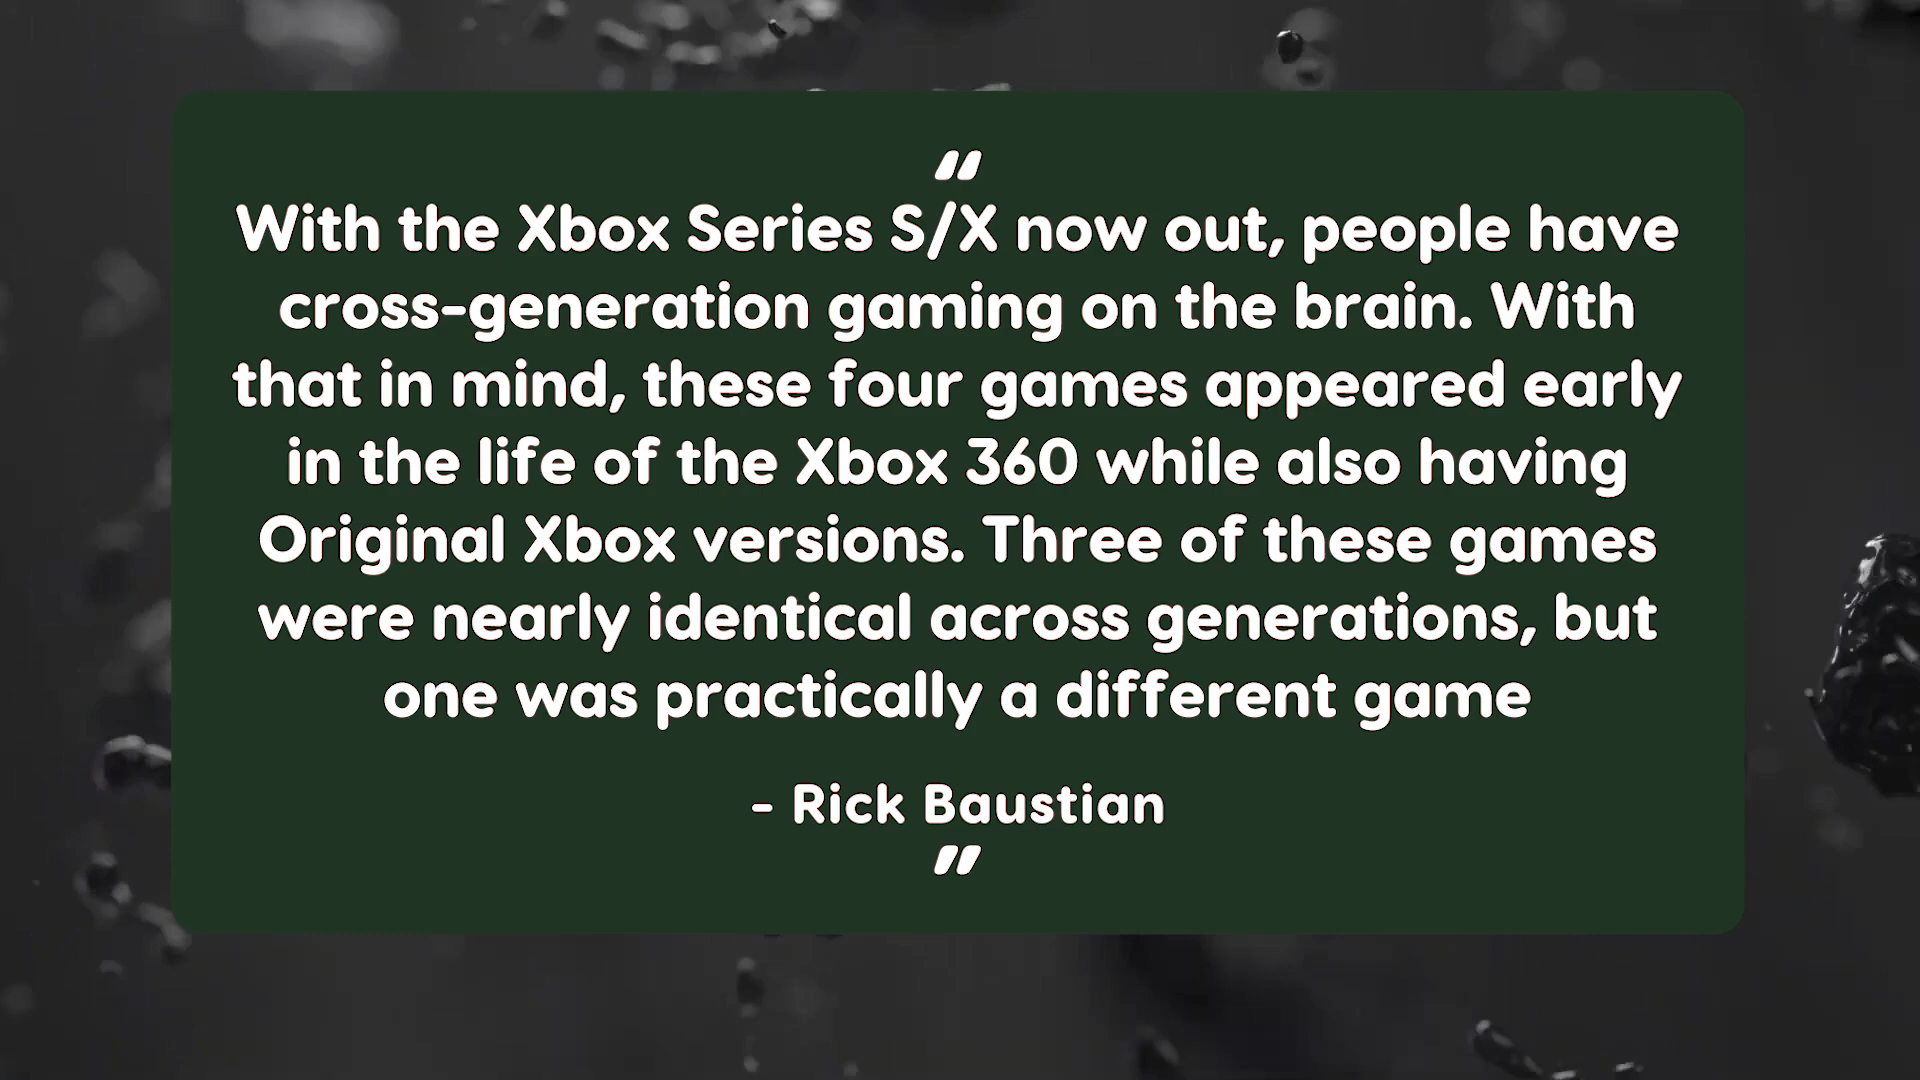 "
With the Xbox Series S/X now out, people have
cross-generation gaming on the brain. With
that in mind, these four games appeared early
in the life of the Xbox 360 while also having
Original Xbox versions. Three of these games
were nearly identical across generations, but
one was practically a different game
- Rick Baustian
"